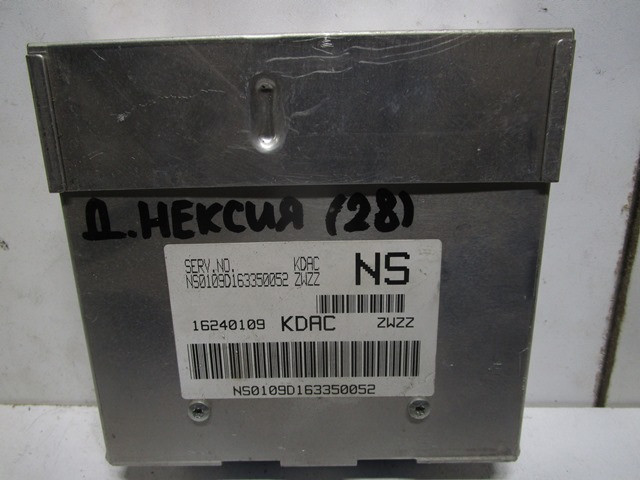 Д.НЕКСИЯ (28)
SERV.NO. KDAC NS
NS0109D163350052 ZWZZ
16240109 KDAC ZWZZ
NS0109D163350052